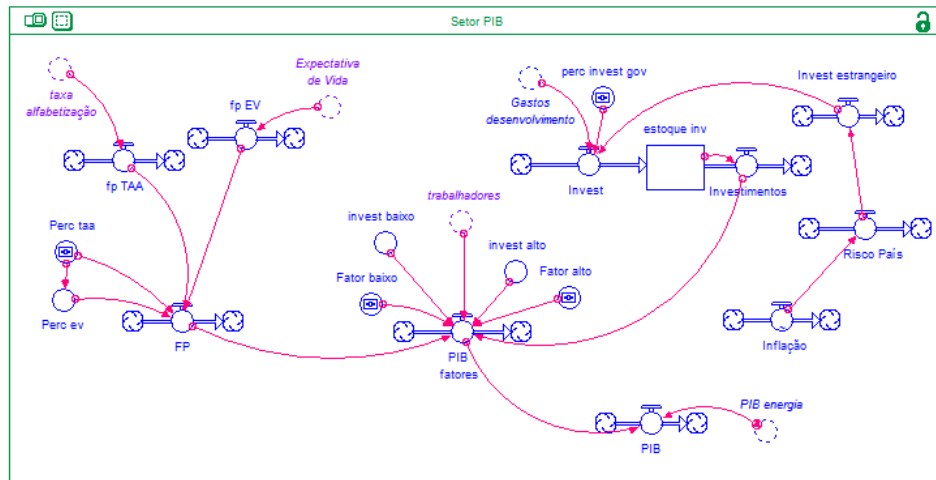 Setor PIB
taxa
alfabetização
Expectativa
de Vida
fp EV
fp TAA
perc invest gov
Invest estrangeiro
Gastos
desenvolvimento
estoque inv
Invest
Investimentos
trabalhadores
invest baixo
invest alto
Perc taa
Fator baixo
Fator alto
Risco País
Perc ev
FP
PIB
fatores
Inflação
PIB energia
PIB